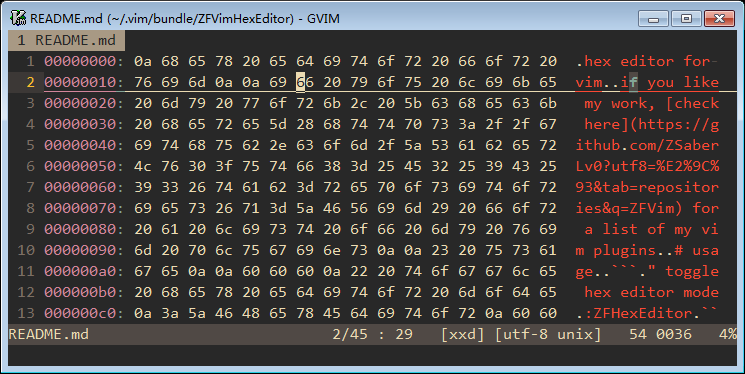 README.md (~/.vim/bundle/ZFVimHexEditor) - GVIM
1 README.md
1 00000000: 0a 68 65 78 20 65 64 69 74 6f 72 20 66 6f 72 20 .hex editor for-
2 00000010: 76 69 6d 0a 0a 69 66 20 79 6f 75 20 6c 69 6b 65 vim..if you like
3 00000020: 20 6d 79 20 77 6f 72 6b 2c 20 5b 63 68 65 63 6b my work, [check
4 00000030: 20 68 65 72 65 5d 28 68 74 74 70 73 3a 2f 2f 67 here](https://g
5 00000040: 69 74 68 75 62 2e 63 6f 6d 2f 5a 53 61 62 65 72 ithub.com/ZSaber
6 00000050: 4c 76 30 3f 75 74 66 38 3d 25 45 32 25 39 43 25 Lv0?utf8=%E2%9C%
7 00000060: 39 33 26 74 61 62 3d 72 65 70 6f 73 69 74 6f 72 93&tab=repositor
8 00000070: 69 65 73 26 71 3d 5a 46 56 69 6d 29 20 66 6f 72 ies&q=ZFVim) for
9 00000080: 20 61 20 6c 69 73 74 20 6f 66 20 6d 79 20 76 69 a list of my vi
10 00000090: 6d 20 70 6c 75 67 69 6e 73 0a 0a 23 20 75 73 61 m plugins..# usa
11 000000a0: 67 65 0a 0a 60 60 60 0a 22 20 74 6f 67 67 6c 65 ge..```." toggle
12 000000b0: 20 68 65 78 20 65 64 69 74 6f 72 20 6d 6f 64 65 hex editor mode
13 000000c0: 0a 3a 5a 46 48 65 78 45 64 69 74 6f 72 0a 60 60 .:ZFHexEditor.``
README.md 2/45 : 29 [xxd] [utf-8 unix] 54 0036 4%